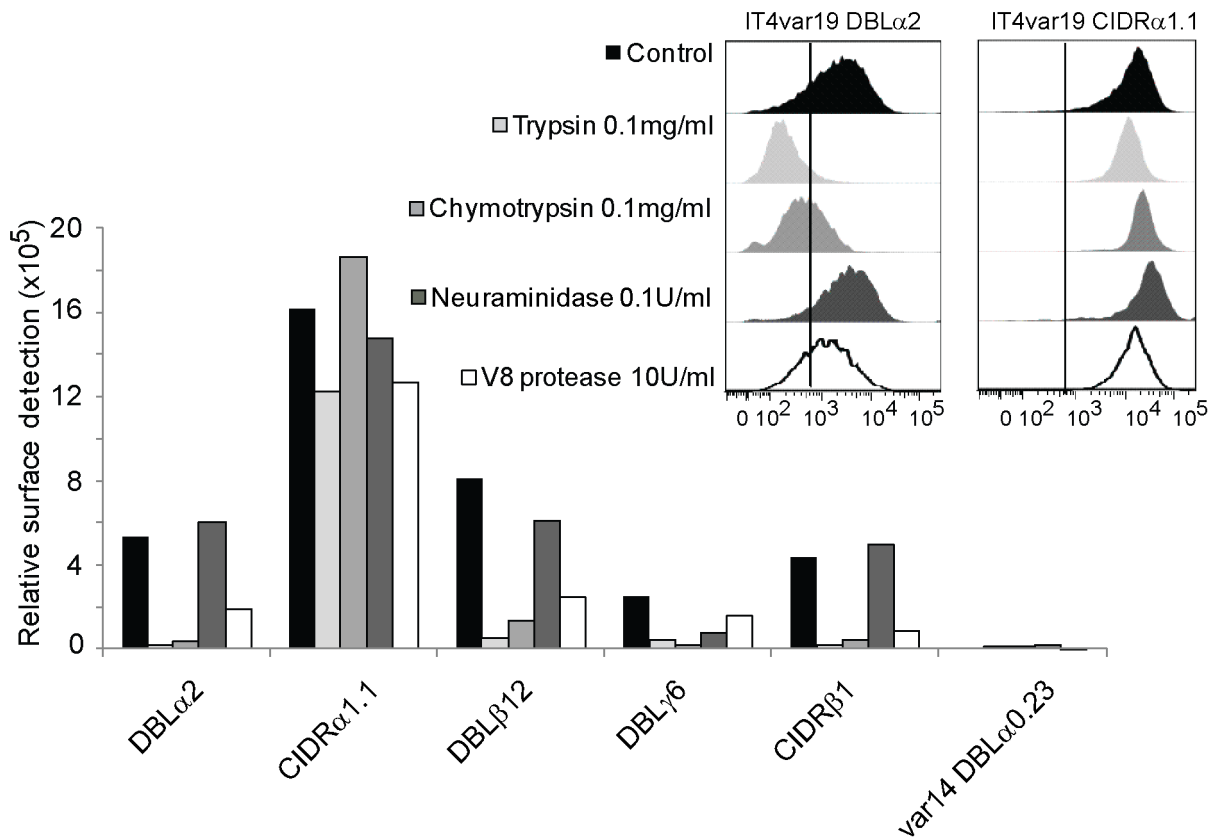 IT4var19 DBLα2
IT4var19 CIDRα1.1
Control
Trypsin 0.1mg/ml
Chymotrypsin 0.1mg/ml
Neuraminidase 0.1U/ml
V8 protease 10U/ml
0 10² 10³ 10⁴ 10⁵
0 10² 10³ 10⁴ 10⁵
Relative surface detection (x10⁵)
20
16
12
8
4
0
DBLα2
CIDRα1.1
DBLβ12
DBLγ6
CIDRβ1
var14 DBLα0.23